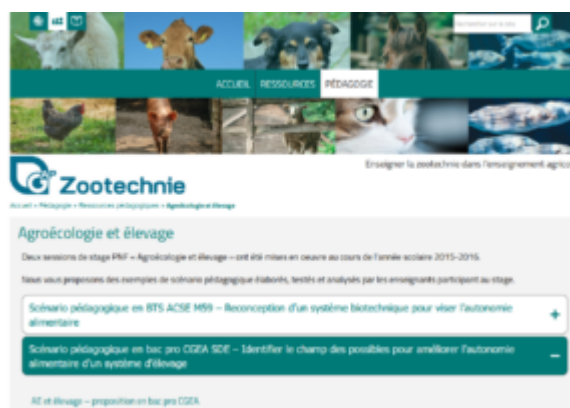 Rechercher sur le site
ACCUEIL RESSOURCES PÉDAGOGIE
Enseigner la zootechnie dans l'enseignement agrico
Zootechnie
Accueil » Pédagogie » Ressources pédagogiques » Agroécologie et élevage
Agroécologie et élevage
Deux sessions de stage PNF « Agroécologie et élevage » ont été mises en oeuvre au cours de l'année scolaire 2015-2016.
Nous vous proposons des exemples de scénario pédagogique élaborés, testés et analysés par les enseignants participant au stage.
Scénario pédagogique en BTS ACSE M59 – Reconception d'un système biotechnique pour viser l'autonomie
alimentaire
Scénario pédagogique en bac pro CGEA SDE – Identifier le champ des possibles pour améliorer l'autonomie
alimentaire d'un système d'élevage
AE et élevage – proposition en bac pro CGEA